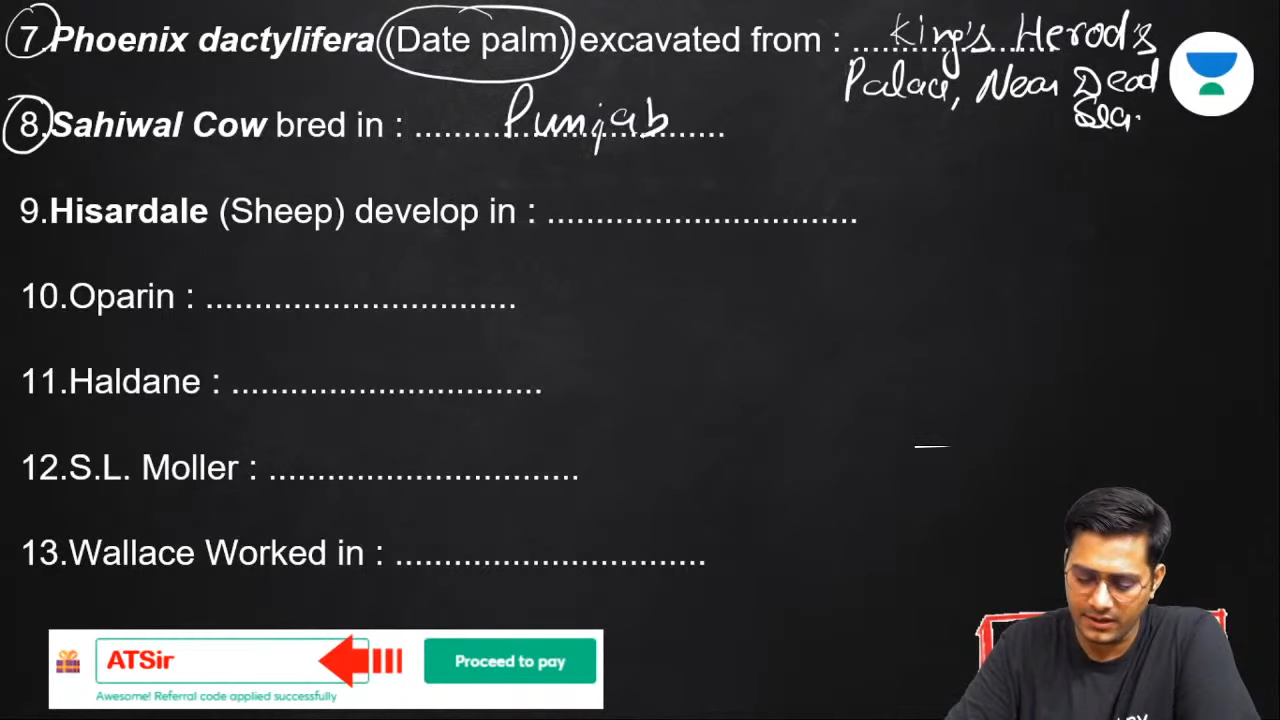 7.Phoenix dactylifera (Date palm) excavated from : ........................ King's Herod's
Palace, Near Dead
Sea.
8.Sahiwal Cow bred in : ................................ Punjab
9.Hisardale (Sheep) develop in : ................................
10.Oparin : ................................
11.Haldane : ................................
12.S.L. Moller : ................................
13.Wallace Worked in : ................................
ATSir
Proceed to pay
Awesome! Referral code applied successfully